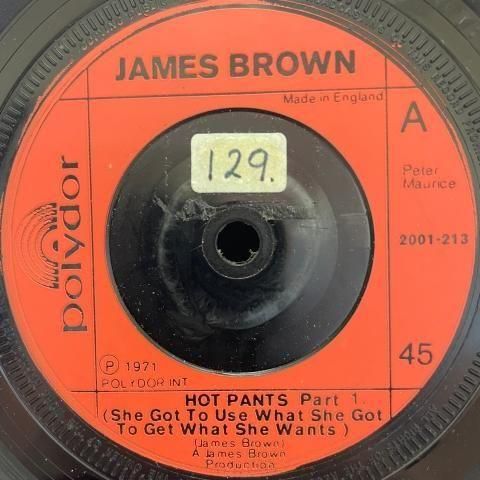 JAMES BROWN
Made in England
A
Peter
Maurice
129.
polydor
2001-213
45
Ⓟ 1971
POLYDOR INT
HOT PANTS Part 1...
(She Got To Use What She Got
To Get What She Wants)
(James Brown)
A James Brown
Production